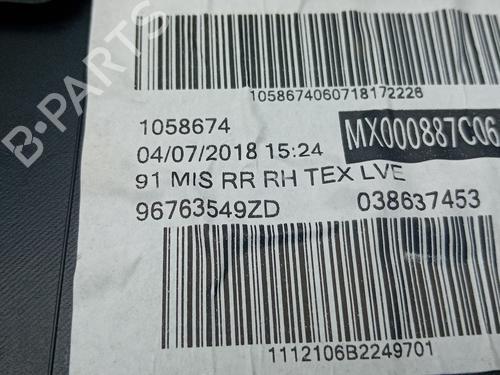 B-PARTS
1058674060718172228
1058674
04/07/2018 15:24
MX000887C06
91 MIS RR RH TEX LVE
96763549ZD
038637453
1112106B2249701